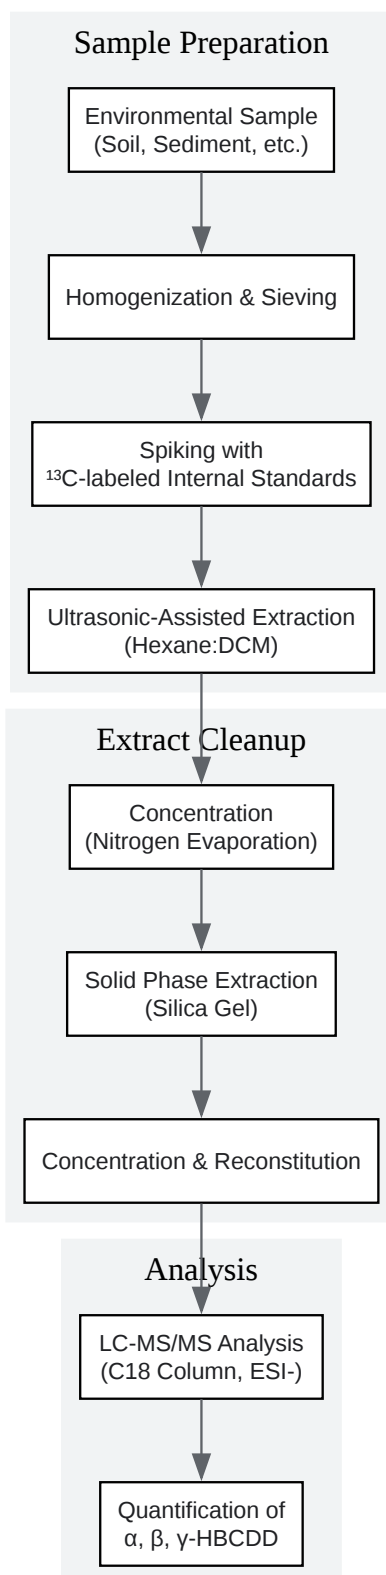 Sample Preparation
Environmental Sample
(Soil, Sediment, etc.)
Homogenization & Sieving
Spiking with
¹³C-labeled Internal Standards
Ultrasonic-Assisted Extraction
(Hexane:DCM)
Extract Cleanup
Concentration
(Nitrogen Evaporation)
Solid Phase Extraction
(Silica Gel)
Concentration & Reconstitution
Analysis
LC-MS/MS Analysis
(C18 Column, ESI-)
Quantification of
α, β, γ-HBCDD